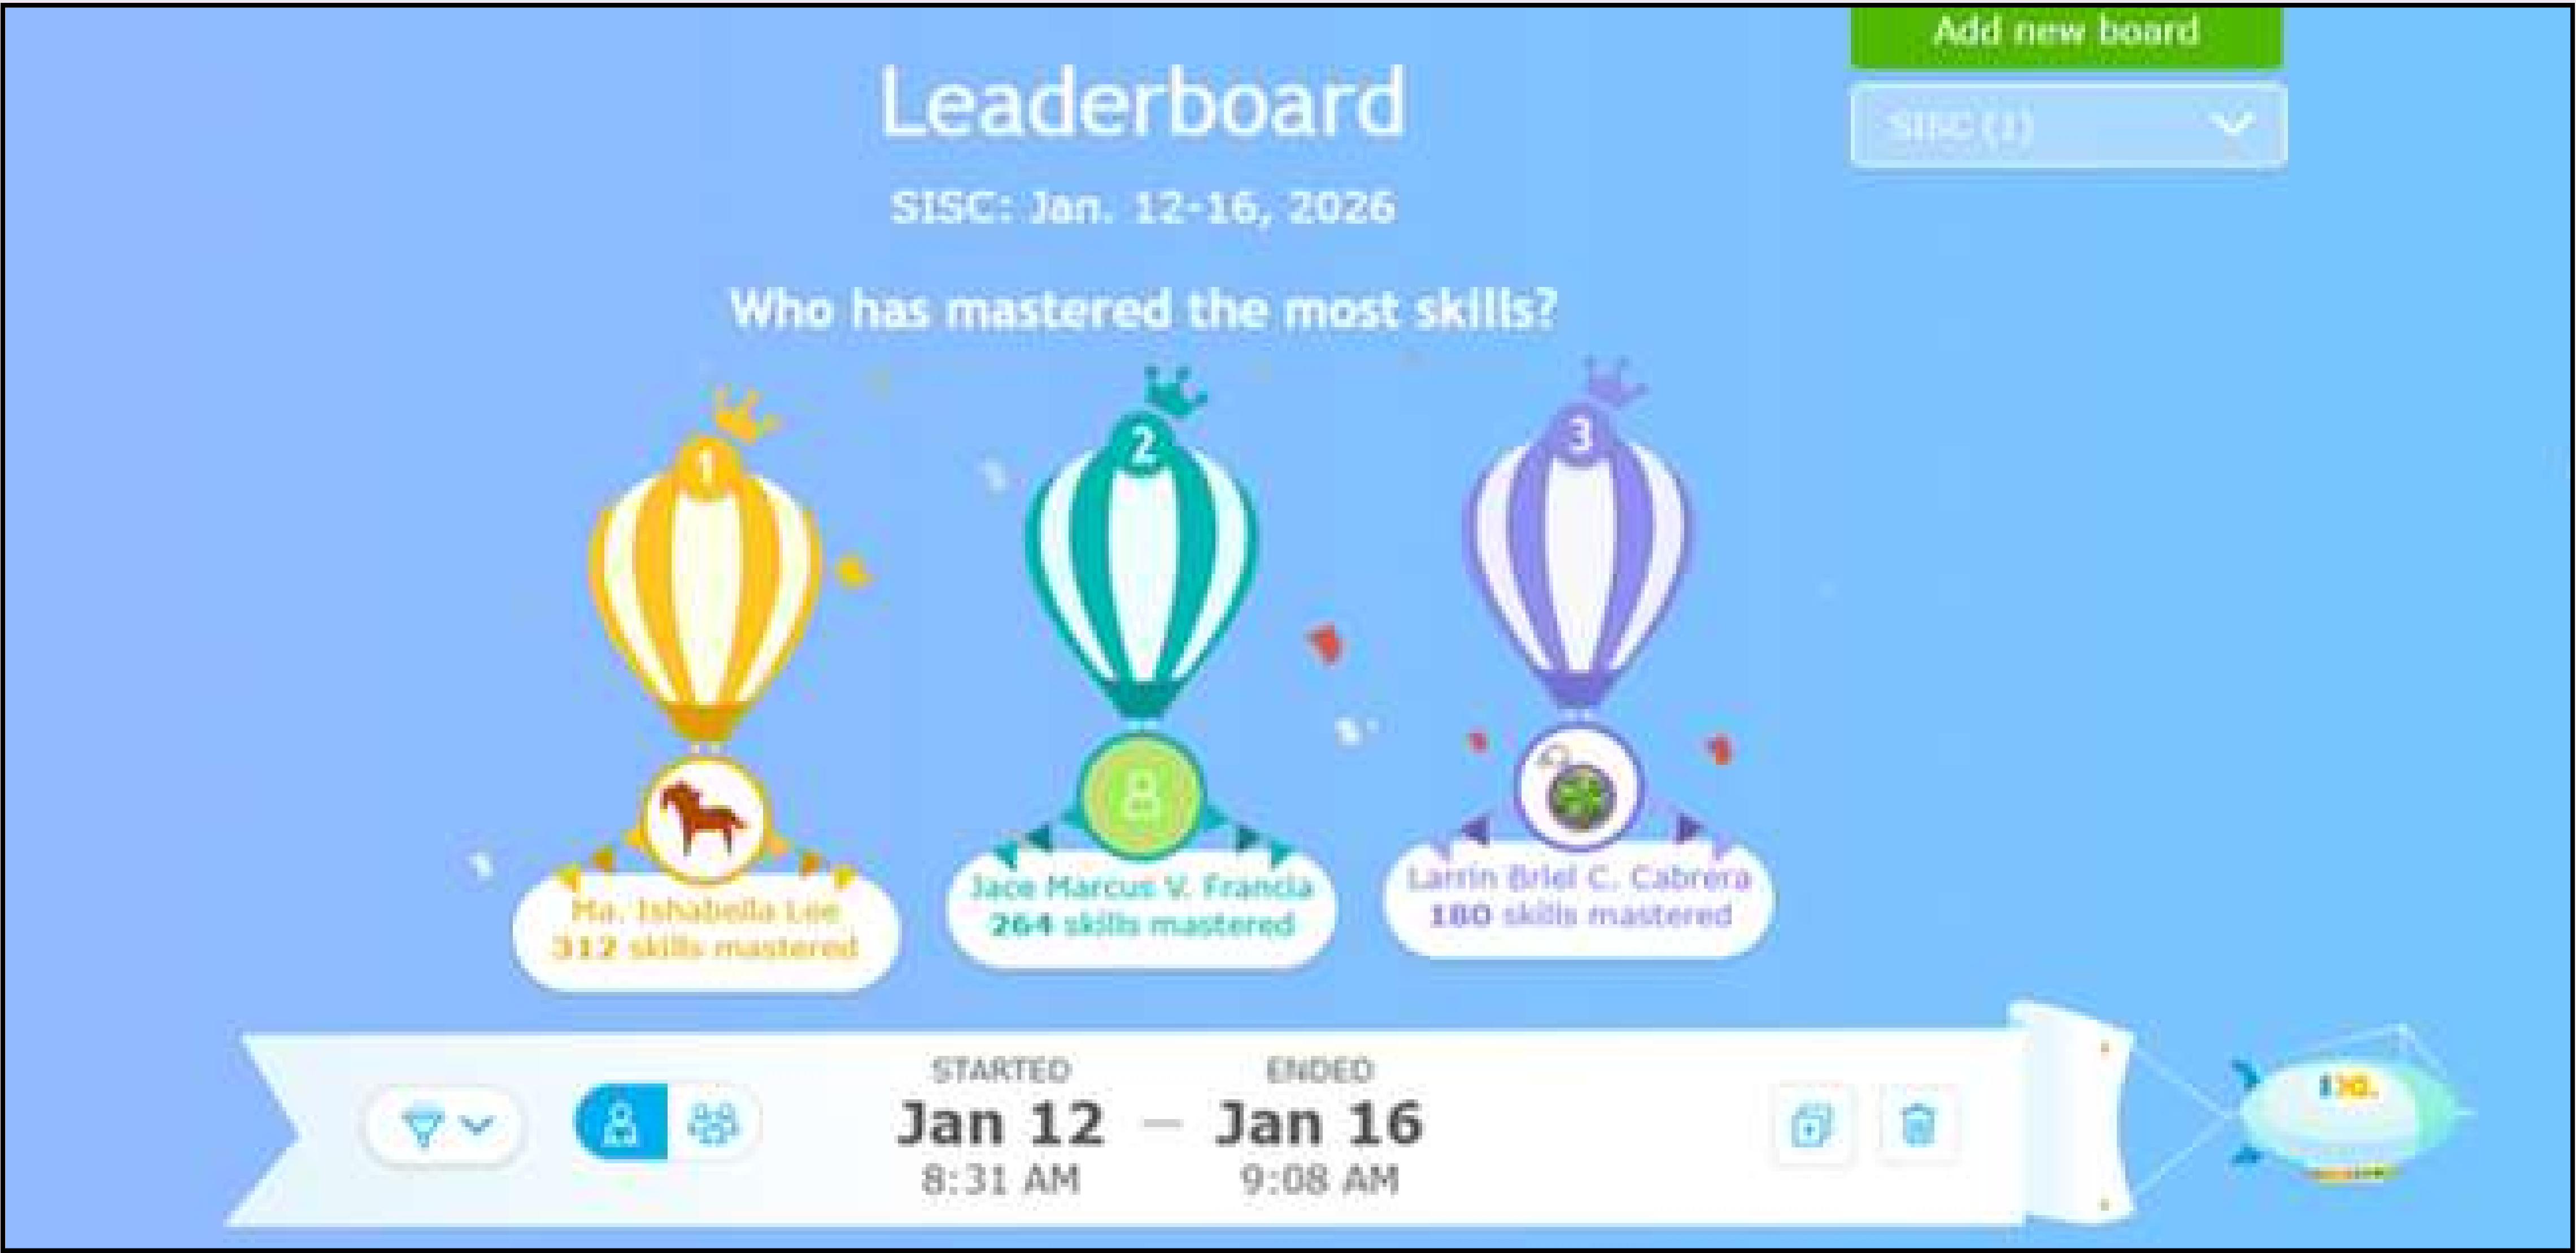 Add new board
Leaderboard
SISC (1)
SISC: Jan. 12-16, 2026
Who has mastered the most skills?
1
2
3
Ma. Ishabella Lee
312 skills mastered
Jace Marcus V. Francia
264 skills mastered
Larrin Briel C. Cabrera
180 skills mastered
STARTED
Jan 12
8:31 AM
–
ENDED
Jan 16
9:08 AM